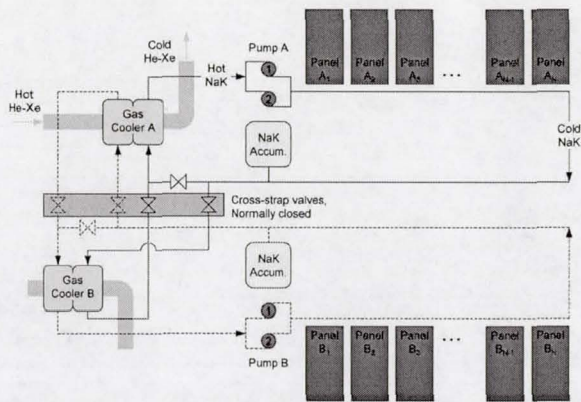 Cold
He-Xe
Hot
He-Xe
Hot
NaK
Gas
Cooler A
Pump A
1
2
Panel
A1
Panel
A2
Panel
A3
...
Panel
AN-1
Panel
Cold
NaK
NaK
Accum.
Cross-strap valves,
Normally closed
NaK
Accum.
Gas
Cooler B
1
2
Pump B
Panel
B1
Panel
B2
Panel
B3
...
Panel
BN-1
Panel